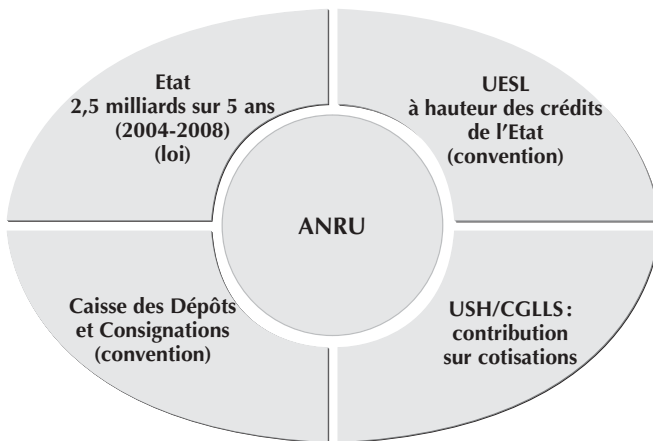 Etat
2,5 milliards sur 5 ans
(2004-2008)
(loi)
UESL
à hauteur des crédits
de l'Etat
(convention)
ANRU
Caisse des Dépôts
et Consignations
(convention)
USH/CGLLS :
contribution
sur cotisations